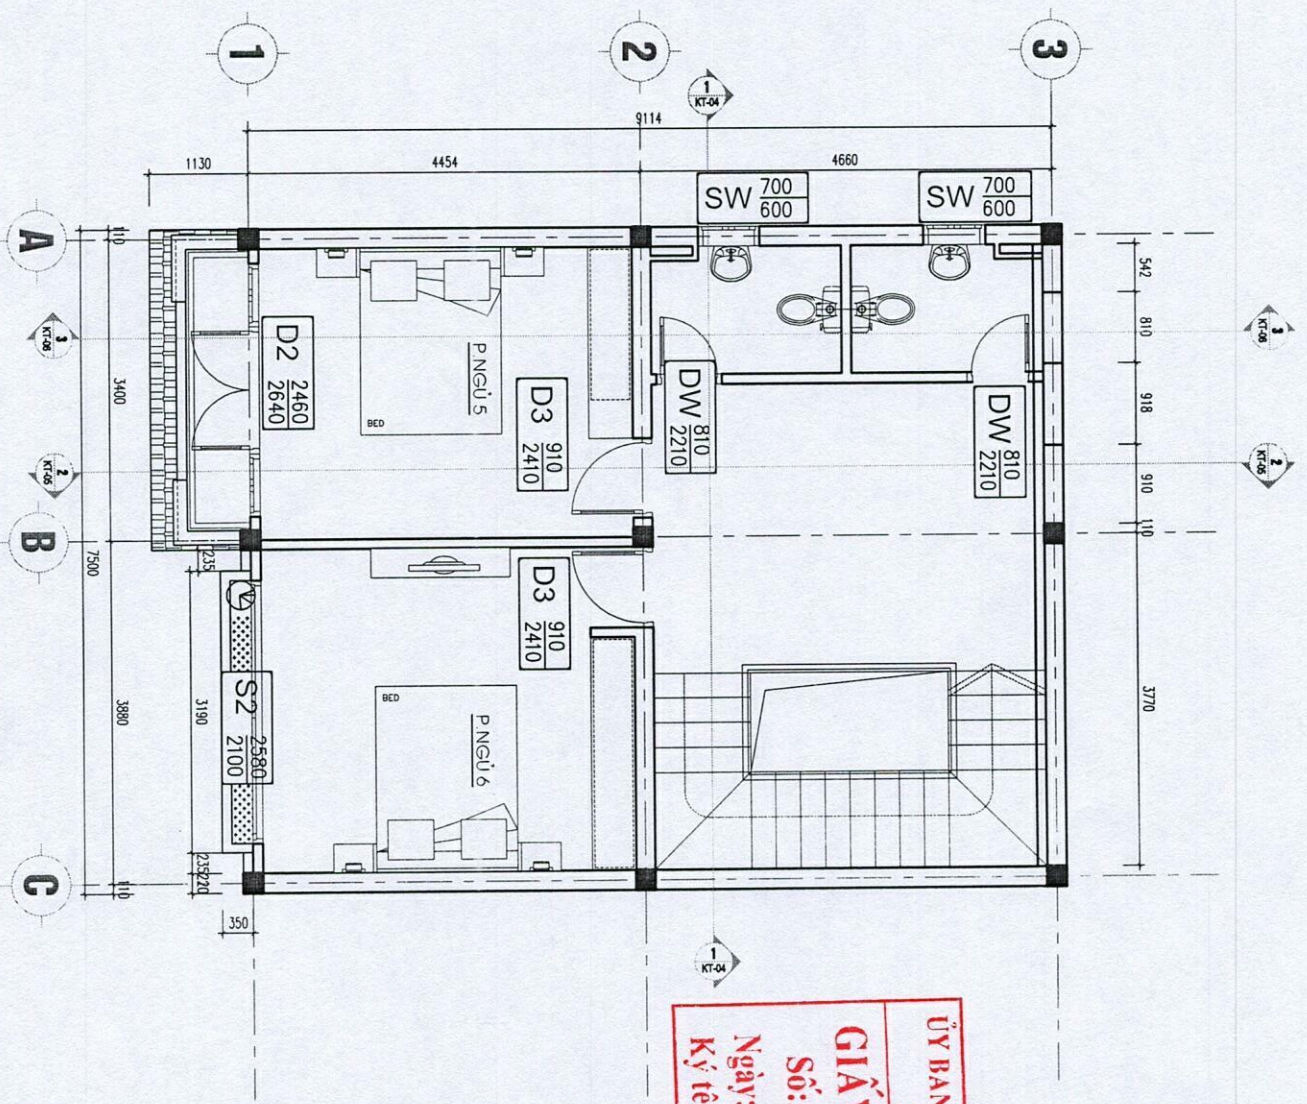 1
2
3
1
KT-04
9114
1130
4454
4660
SW 700
600
SW 700
600
A
110
542
3
KT-06
810
3
KT-06
D2 2460
2640
P.NGỦ 5
BED
D3 910
2410
DW 810
2210
DW 810
2210
3400
918
2
KT-05
910
2
KT-05
B
110
7500
235
D3 910
2410
S2 2580
2100
3190
3880
BED
P.NGỦ 6
3770
C
235
220
110
350
1
KT-04
ỦY BAN
GIẤY
Số:
Ngày:
Ký tê